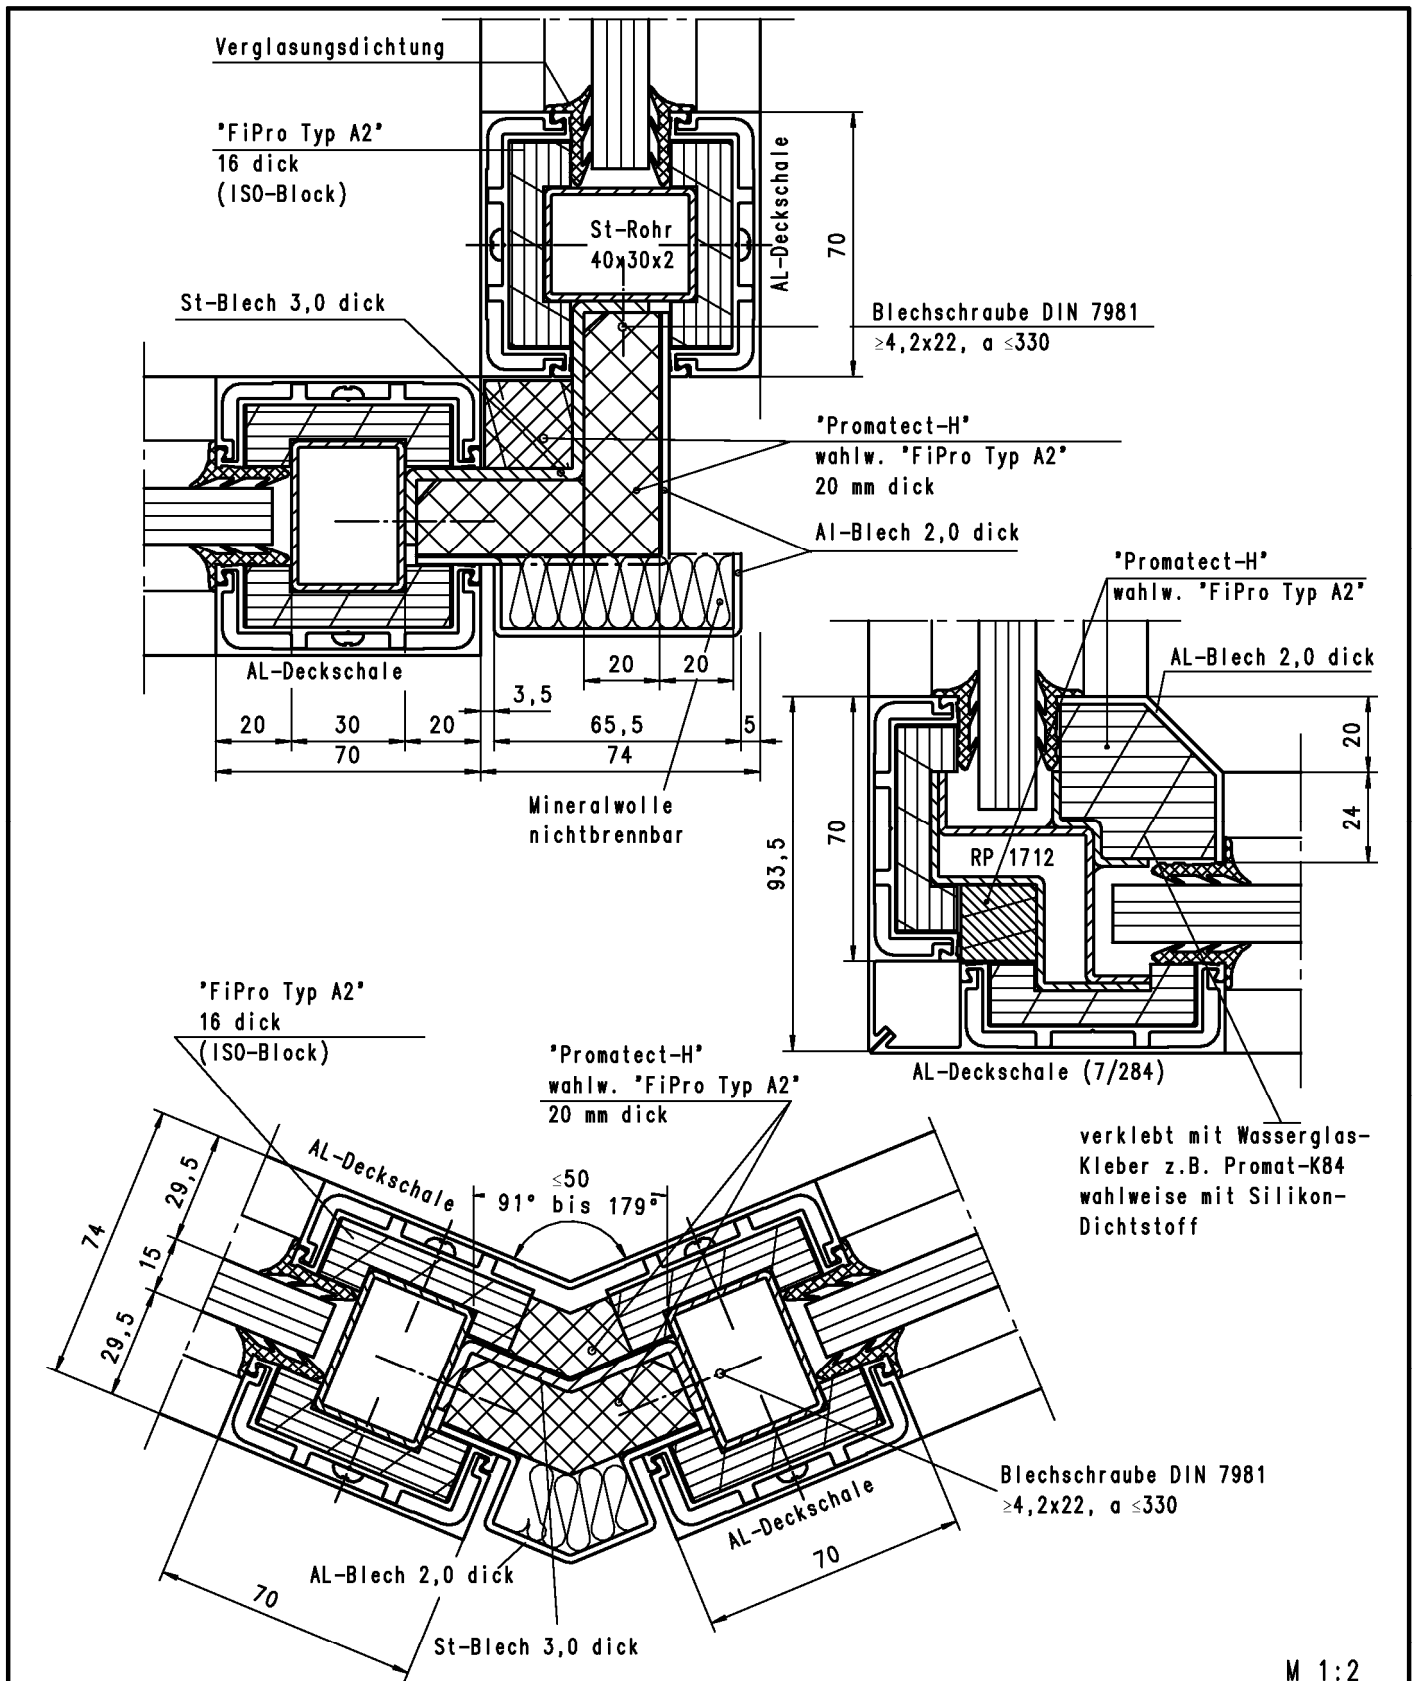 Verglasungsdichtung
"FiPro Typ A2"
16 dick
(ISO-Block)
AL-Deckschale
St-Rohr
40x30x2
70
St-Blech 3,0 dick
Blechschraube DIN 7981
≥4,2x22, a ≤330
"Promatect-H"
wahlw. "FiPro Typ A2"
20 mm dick
Al-Blech 2,0 dick
"Promatect-H"
wahlw. "FiPro Typ A2"
AL-Blech 2,0 dick
AL-Deckschale
20 20
3,5
20 30 20 65,5 5
70 74
Mineralwolle
nichtbrennbar
20
24
70
93,5
RP 1712
AL-Deckschale (7/284)
verklebt mit Wasserglas-
Kleber z.B. Promat-K84
wahlweise mit Silikon-
Dichtstoff
"FiPro Typ A2"
16 dick
(ISO-Block)
"Promatect-H"
wahlw. "FiPro Typ A2"
20 mm dick
AL-Deckschale
≤50
91° bis 179°
29,5
74
15
29,5
Blechschraube DIN 7981
≥4,2x22, a ≤330
AL-Deckschale
70
AL-Blech 2,0 dick
70
St-Blech 3,0 dick
M 1:2